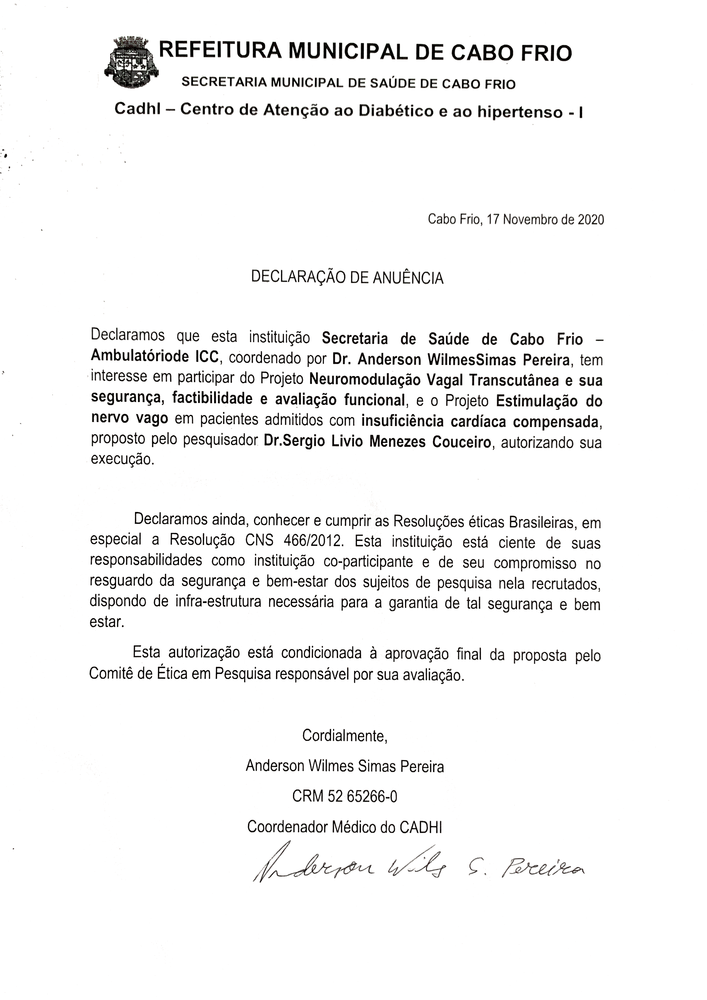 REFEITURA MUNICIPAL DE CABO FRIO
SECRETARIA MUNICIPAL DE SAÚDE DE CABO FRIO
CadhI – Centro de Atenção ao Diabético e ao hipertenso - I
Cabo Frio, 17 Novembro de 2020
DECLARAÇÃO DE ANUÊNCIA
Declaramos que esta instituição Secretaria de Saúde de Cabo Frio –
Ambulatóriode ICC, coordenado por Dr. Anderson WilmesSimas Pereira, tem
interesse em participar do Projeto Neuromodulação Vagal Transcutânea e sua
segurança, factibilidade e avaliação funcional, e o Projeto Estimulação do
nervo vago em pacientes admitidos com insuficiência cardíaca compensada,
proposto pelo pesquisador Dr.Sergio Livio Menezes Couceiro, autorizando sua
execução.
Declaramos ainda, conhecer e cumprir as Resoluções éticas Brasileiras, em
especial a Resolução CNS 466/2012. Esta instituição está ciente de suas
responsabilidades como instituição co-participante e de seu compromisso no
resguardo da segurança e bem-estar dos sujeitos de pesquisa nela recrutados,
dispondo de infra-estrutura necessária para a garantia de tal segurança e bem
estar.
Esta autorização está condicionada à aprovação final da proposta pelo
Comitê de Ética em Pesquisa responsável por sua avaliação.
Cordialmente,
Anderson Wilmes Simas Pereira
CRM 52 65266-0
Coordenador Médico do CADHI
Anderson Wils S. Pereira